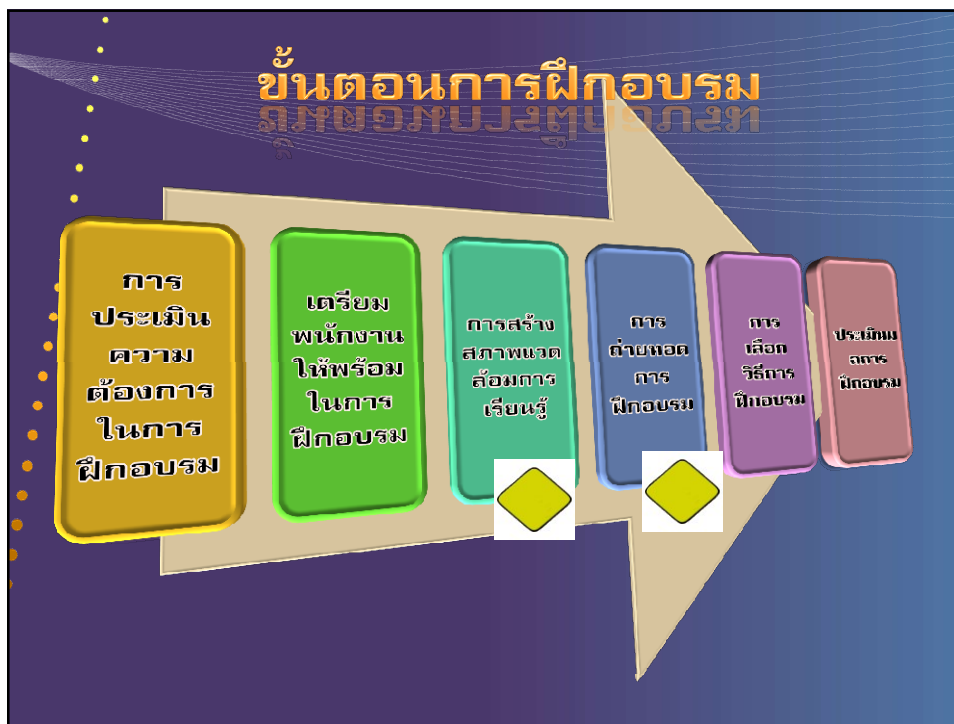 ขั้นตอนการฝึกอบรม
การ
ประเมิน
ความ
ต้องการ
ในการ
ฝึกอบรม
เตรียม
พนักงาน
ให้พร้อม
ในการ
ฝึกอบรม
การสร้าง
สภาพแวด
ล้อมการ
เรียนรู้
การ
ถ่ายทอด
การ
ฝึกอบรม
การ
เลือก
วิธีการ
ฝึกอบรม
ประเมินผ
ลการ
ฝึกอบรม